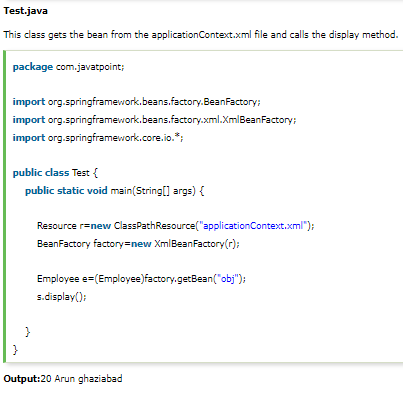 Test.java
This class gets the bean from the applicationContext.xml file and calls the display method.
package com.javatpoint;
import org.springframework.beans.factory.BeanFactory;
import org.springframework.beans.factory.xml.XmlBeanFactory;
import org.springframework.core.io.*;
public class Test {
public static void main(String[] args) {
Resource r=new ClassPathResource("applicationContext.xml");
BeanFactory factory=new XmlBeanFactory(r);
Employee e=(Employee)factory.getBean("obj");
s.display();
}
}
Output:20 Arun ghaziabad